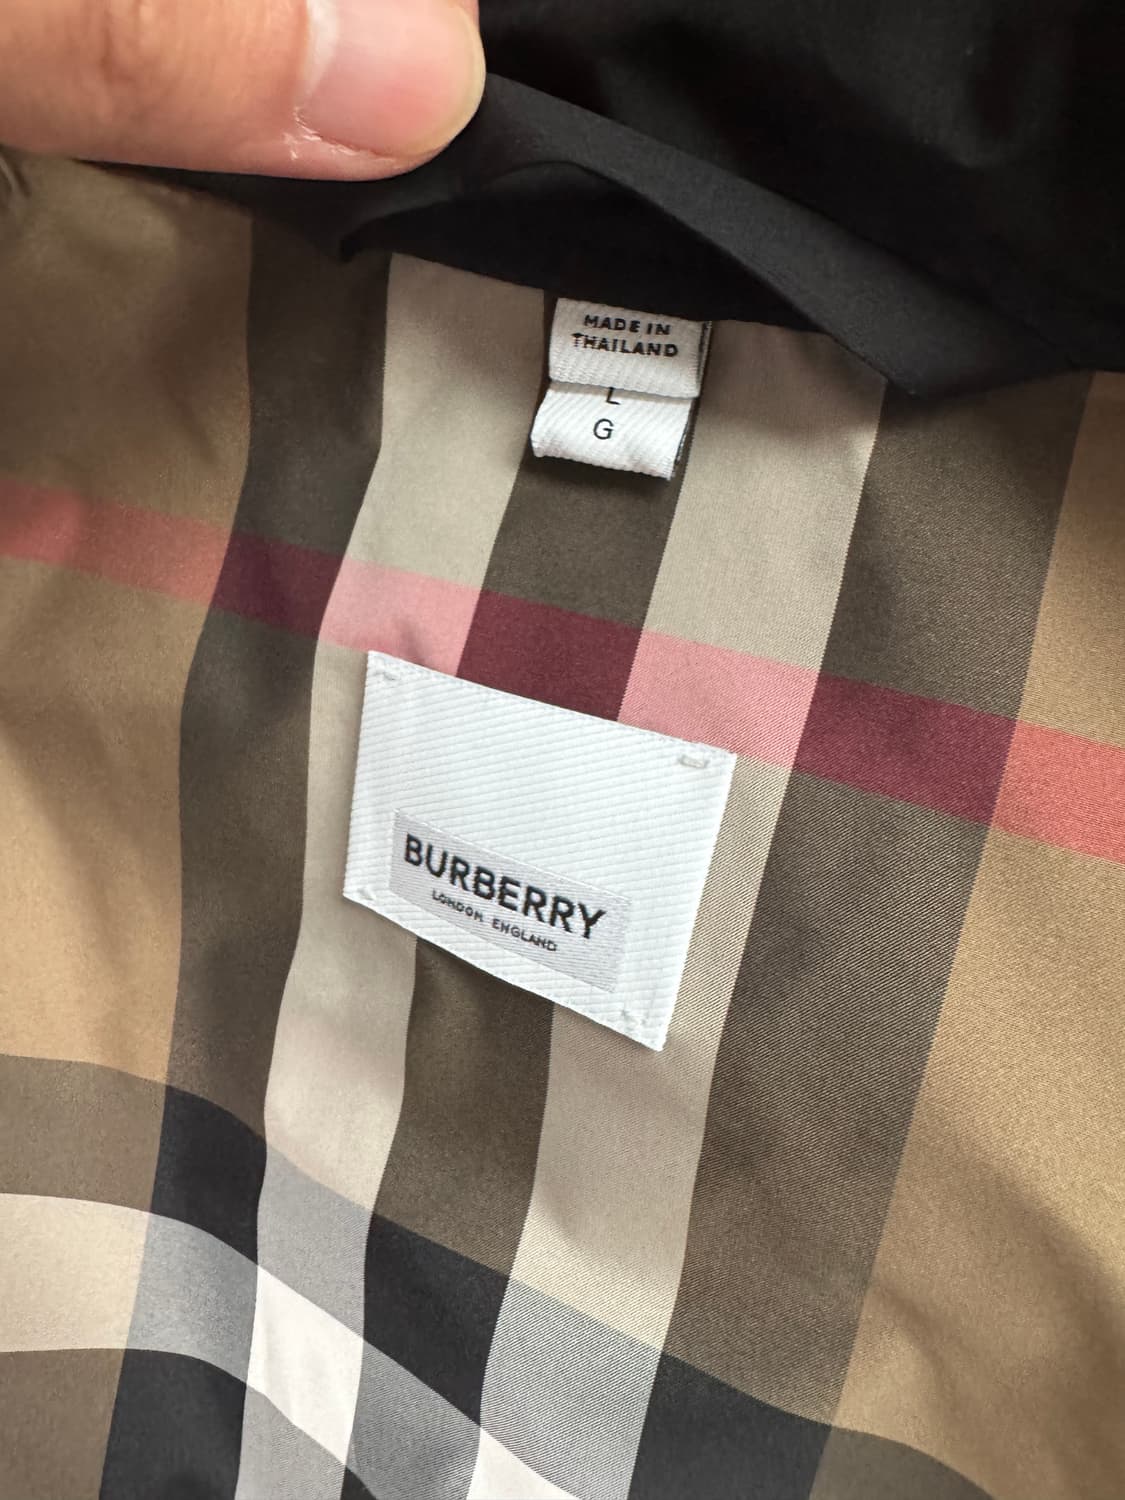 MADE IN
THAILAND
L
G
BURBERRY
LONDON ENGLAND